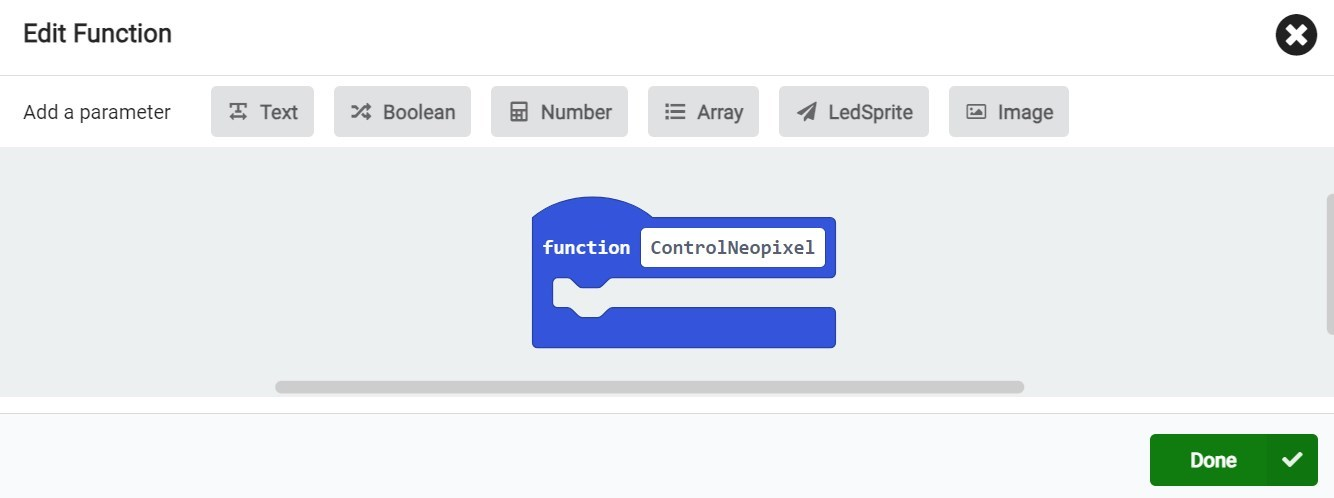 Edit Function
Add a parameter Text Boolean Number Array LedSprite Image
function ControlNeopixel
Done